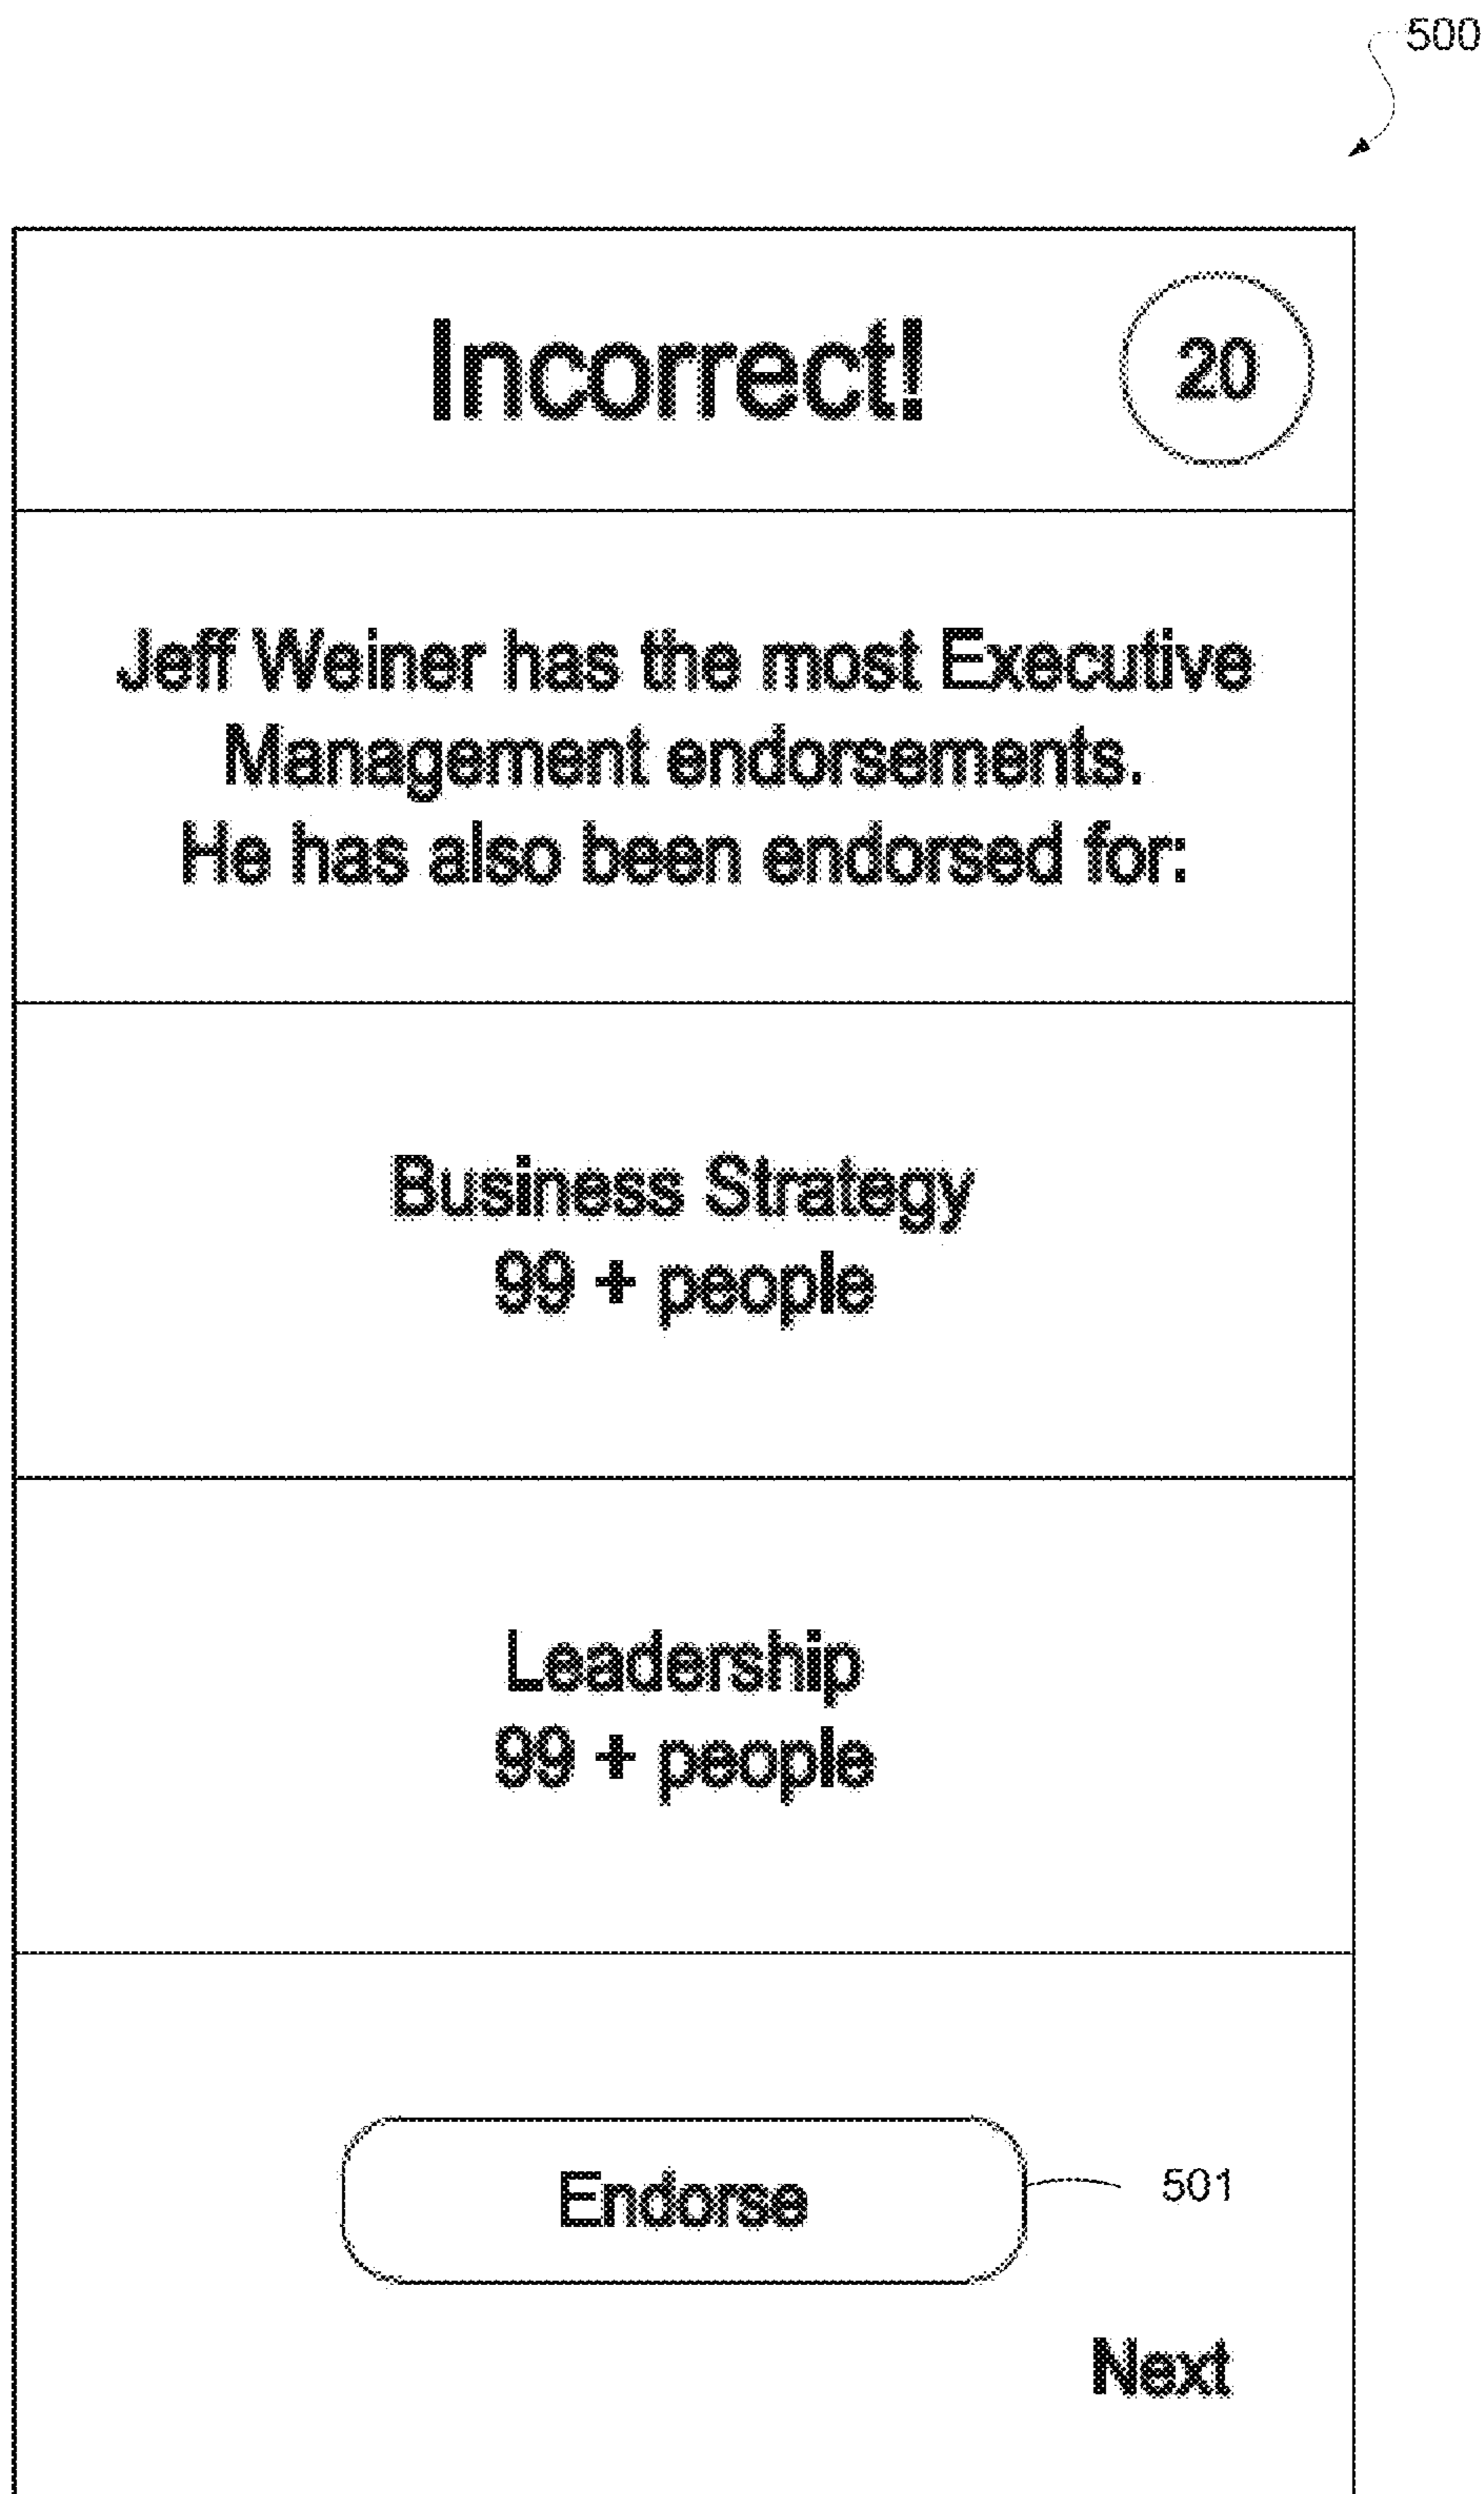 500
Incorrect!
20
Jeff Weiner has the most Executive
Management endorsements.
He has also been endorsed for:
Business Strategy
99 + people
Leadership
99 + people
Endorse
501
Next